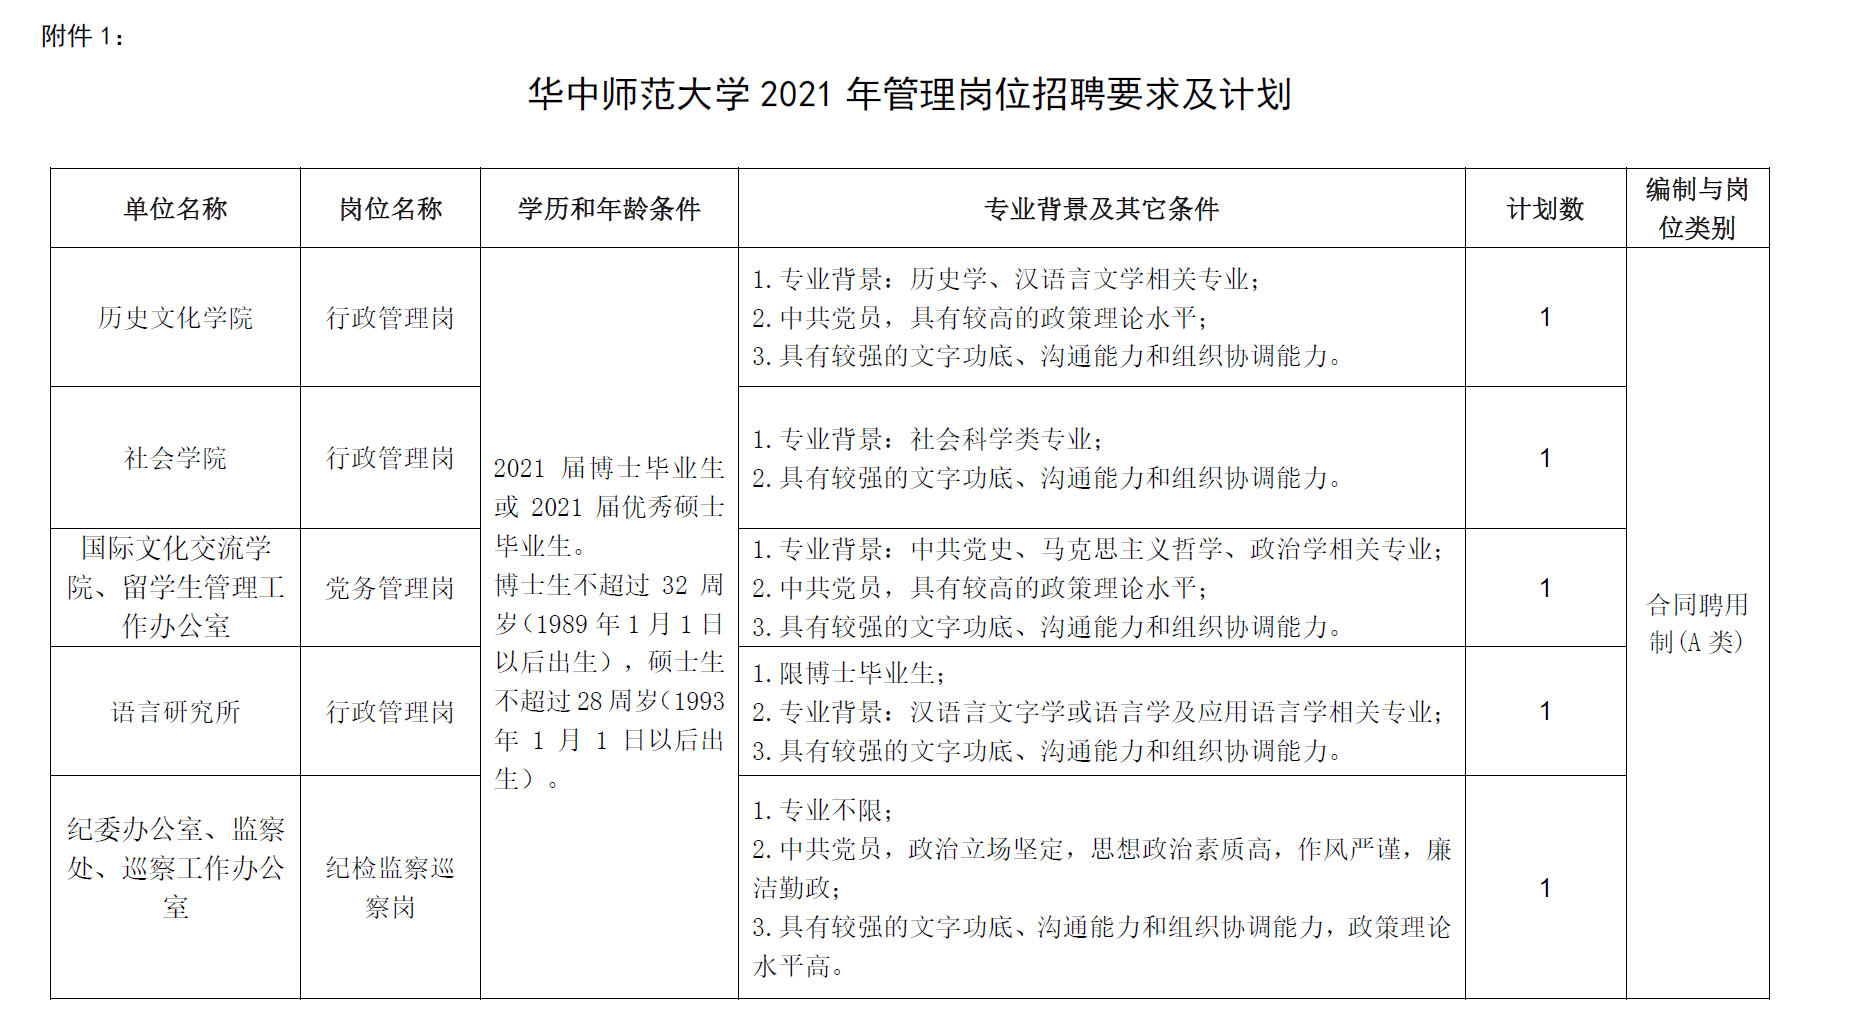 附件 1：
华中师范大学 2021 年管理岗位招聘要求及计划
单位名称
岗位名称
学历和年龄条件
专业背景及其它条件
计划数
编制与岗
位类别
历史文化学院
行政管理岗
1.专业背景：历史学、汉语言文学相关专业；
2.中共党员，具有较高的政策理论水平；
3.具有较强的文字功底、沟通能力和组织协调能力。
1
社会学院
行政管理岗
1.专业背景：社会科学类专业；
2.具有较强的文字功底、沟通能力和组织协调能力。
1
2021 届博士毕业生
或 2021 届优秀硕士
毕业生。
博士生不超过 32 周
岁（1989 年 1 月 1 日
以后出生），硕士生
不超过 28 周岁（1993
年 1 月 1 日以后出
生）。
国际文化交流学
院、留学生管理工
作办公室
党务管理岗
1.专业背景：中共党史、马克思主义哲学、政治学相关专业；
2.中共党员，具有较高的政策理论水平；
3.具有较强的文字功底、沟通能力和组织协调能力。
1
合同聘用
制(A 类)
语言研究所
行政管理岗
1.限博士毕业生；
2.专业背景：汉语言文字学或语言学及应用语言学相关专业；
3.具有较强的文字功底、沟通能力和组织协调能力。
1
纪委办公室、监察
处、巡察工作办公
室
纪检监察巡
察岗
1.专业不限；
2.中共党员，政治立场坚定，思想政治素质高，作风严谨，廉
洁勤政；
3.具有较强的文字功底、沟通能力和组织协调能力，政策理论
水平高。
1